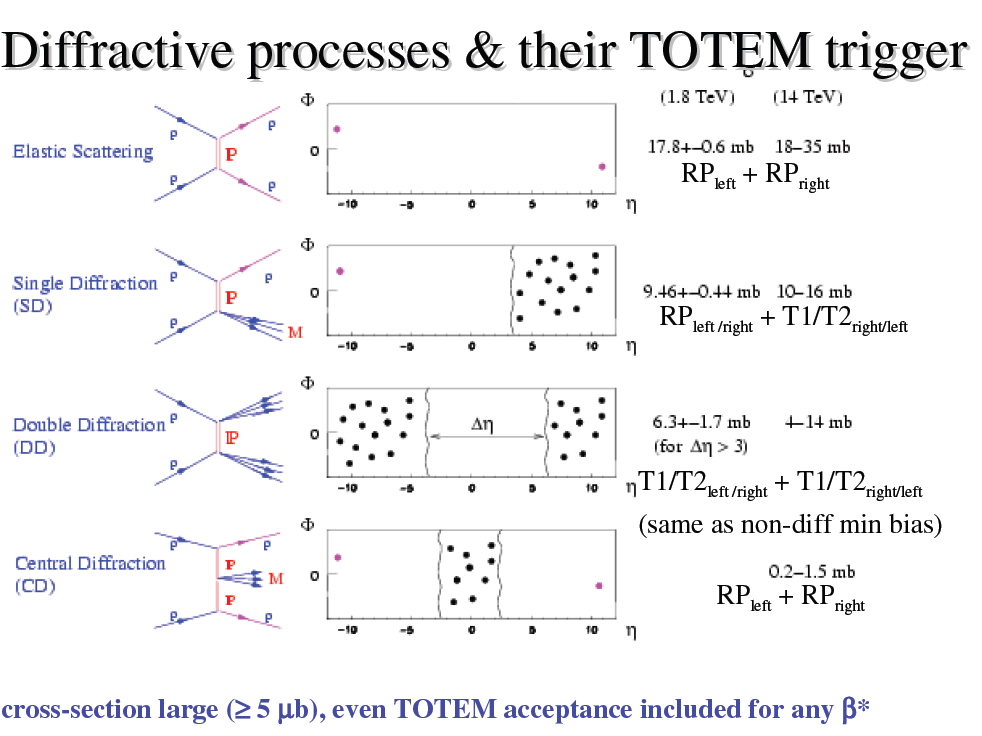 Diffractive processes & their TOTEM trigger
(1.8 TeV) (14 TeV)
Φ
Elastic Scattering
p p
P
p p
0
-10 -5 0 5 10 η
17.8+-0.6 mb 18-35 mb
RPleft + RPright
Φ
Single Diffraction
(SD)
p p
P
p M
0
-10 -5 0 5 10 η
9.46+-0.44 mb 10-16 mb
RPleft/right + T1/T2right/left
Φ
Double Diffraction
(DD)
p
P
p
0
Δη
-10 -5 0 5 10 η
6.3+-1.7 mb 4-14 mb
(for Δη > 3)
T1/T2left/right + T1/T2right/left
(same as non-diff min bias)
Φ
Central Diffraction
(CD)
p p
P
M
P
p p
0
-10 -5 0 5 10 η
0.2-1.5 mb
RPleft + RPright
cross-section large (≥ 5 μb), even TOTEM acceptance included for any β*